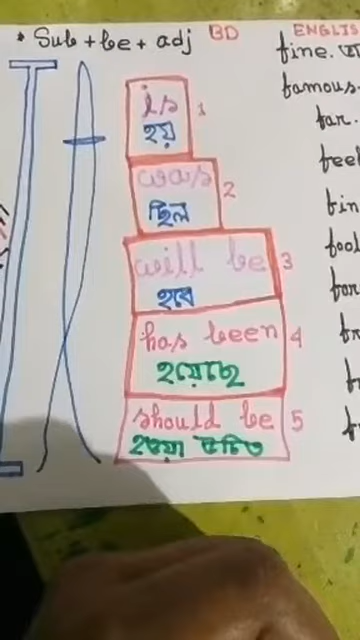 • Sub + be + adj BD
ENGLIS
is 1
হয়
was 2
ছিল
will be 3
হবে
has been 4
হয়েছে
should be 5
হওয়া উচিত
fine.
famous
far.
feel
fin
fool
for